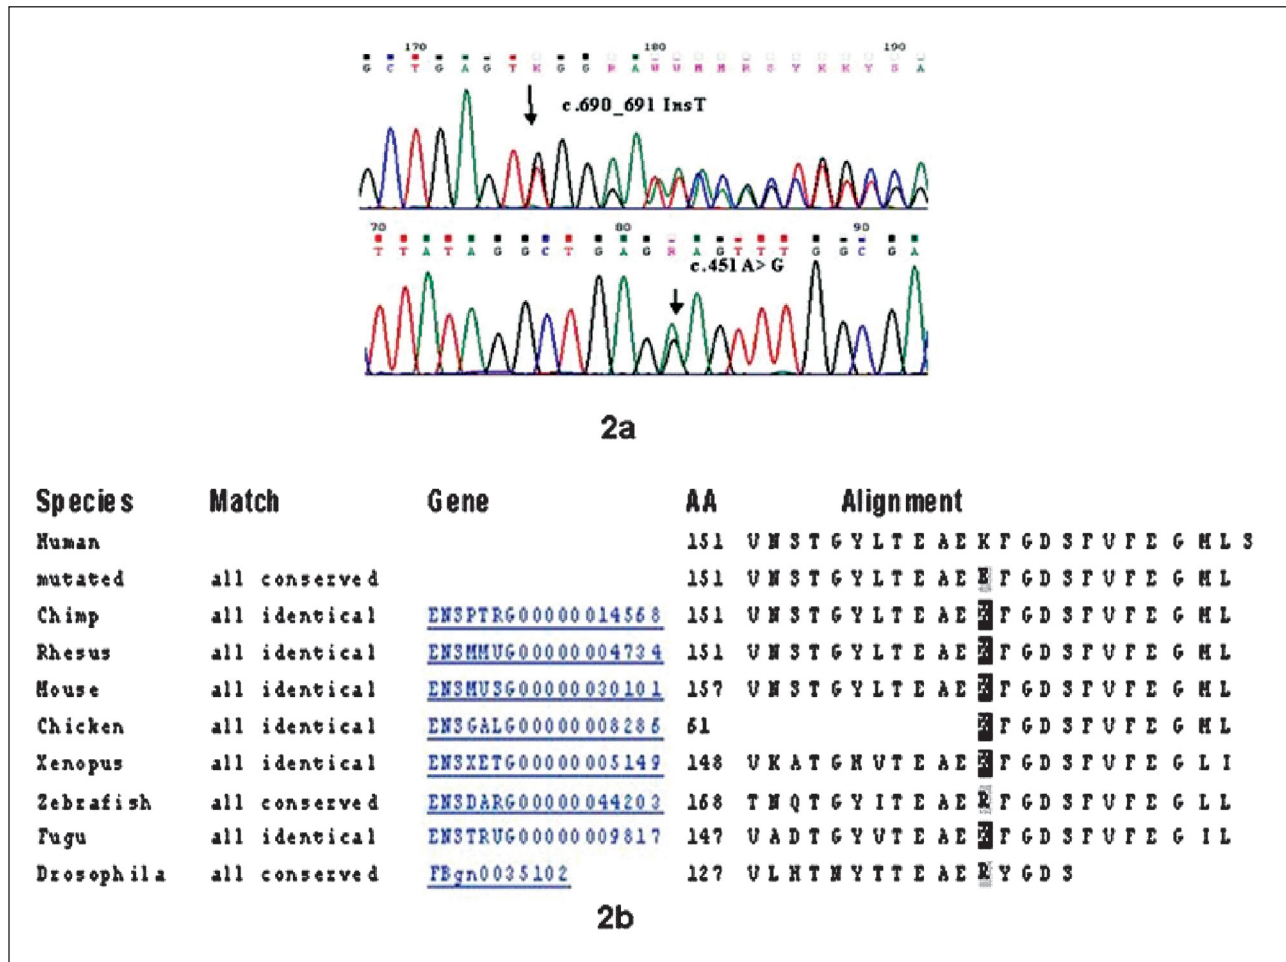 170 180 190
G C T G A G T K G G R A W W M M R S Y K K Y S A
c.690_691 InsT
70 80 90
T T A T A G G C T G A G R A G T T T G G C G A
c.451 A> G
2a
Species Match Gene AA Alignment
Human 151 V N S T G Y L T E A E K F G D S F V F E G M L S
mutated all conserved 151 V N S T G Y L T E A E E F G D S F V F E G M L
Chimp all identical ENSPTRG00000014568 151 V N S T G Y L T E A E K F G D S F V F E G M L
Rhesus all identical ENSMMUG00000004734 151 V N S T G Y L T E A E K F G D S F V F E G M L
Mouse all identical ENSMUSG00000030101 157 V N S T G Y L T E A E K F G D S F V F E G M L
Chicken all identical ENSGALG00000008286 61 K F G D S F V F E G M L
Xenopus all identical ENSXETG00000005149 148 V K A T G M V T E A E K F G D S F V F E G L I
Zebrafish all conserved ENSDARG00000044203 168 T N Q T G Y I T E A E R F G D S F V F E G L L
Fugu all identical ENSTRUG00000009817 147 V A D T G Y V T E A E K F G D S F V F E G I L
Drosophila all conserved FBgn0035102 127 V L H T N Y T T E A E R Y G D S
2b